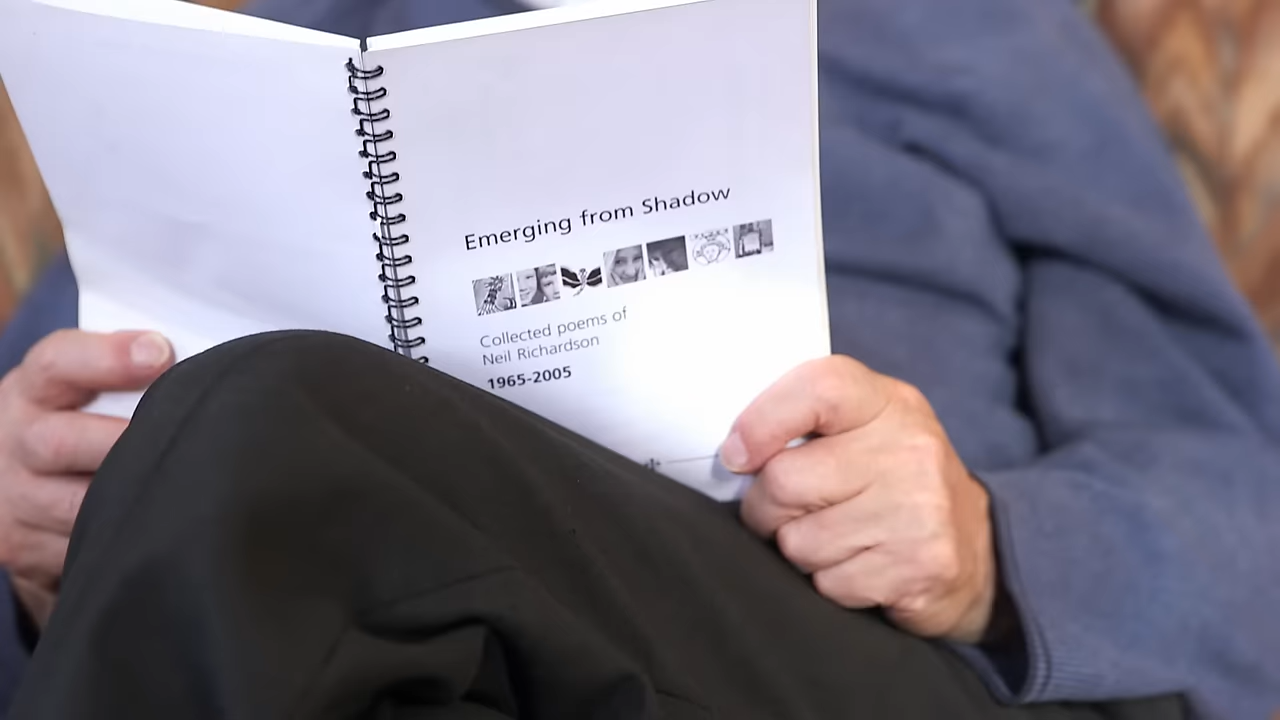 Emerging from Shadow
Collected poems of
Neil Richardson
1965-2005